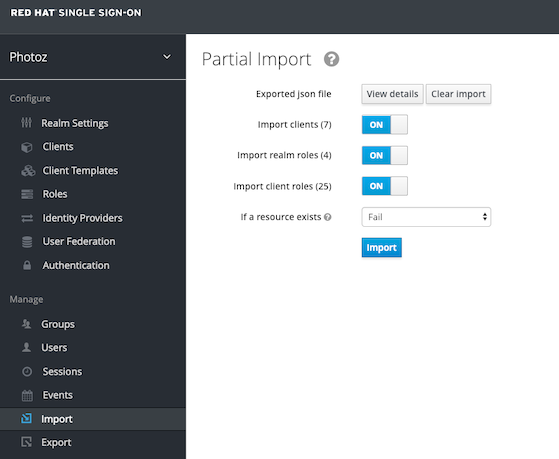 RED HAT SINGLE SIGN-ON
Photoz
Configure
Realm Settings
Clients
Client Templates
Roles
Identity Providers
User Federation
Authentication
Manage
Groups
Users
Sessions
Events
Import
Export
Partial Import ?
Exported json file View details Clear import
Import clients (7) ON
Import realm roles (4) ON
Import client roles (25) ON
If a resource exists ? Fail
Import